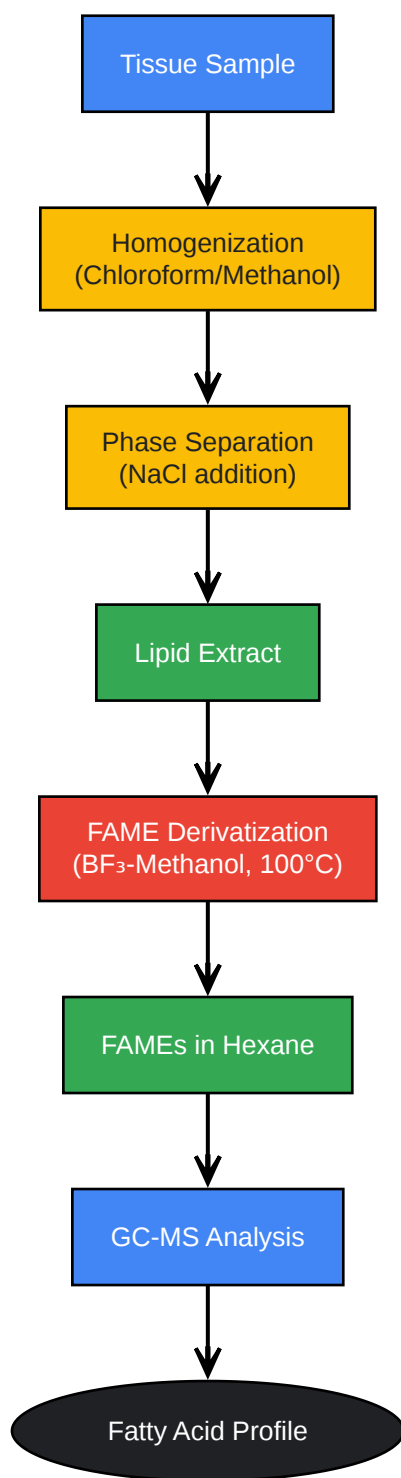 Tissue Sample
Homogenization
(Chloroform/Methanol)
Phase Separation
(NaCl addition)
Lipid Extract
FAME Derivatization
(BF₃-Methanol, 100°C)
FAMEs in Hexane
GC-MS Analysis
Fatty Acid Profile